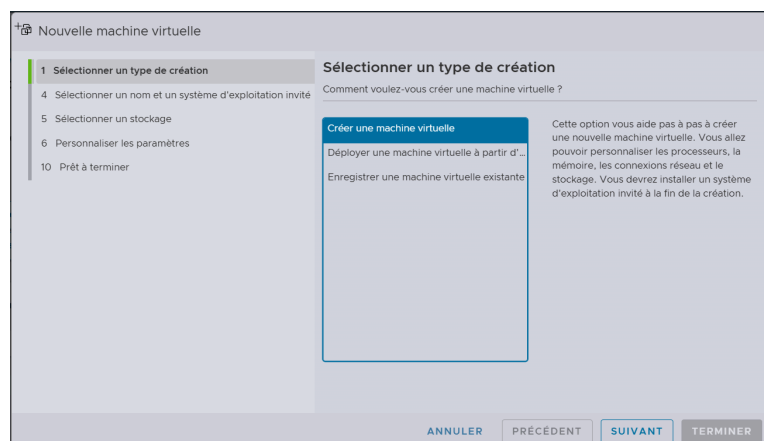 Nouvelle machine virtuelle
1 Sélectionner un type de création
4 Sélectionner un nom et un système d'exploitation invité
5 Sélectionner un stockage
6 Personnaliser les paramètres
10 Prêt à terminer
Sélectionner un type de création
Comment voulez-vous créer une machine virtuelle ?
Créer une machine virtuelle
Déployer une machine virtuelle à partir d'...
Enregistrer une machine virtuelle existante
Cette option vous aide pas à pas à créer
une nouvelle machine virtuelle. Vous allez
pouvoir personnaliser les processeurs, la
mémoire, les connexions réseau et le
stockage. Vous devrez installer un système
d'exploitation invité à la fin de la création.
ANNULER PRÉCÉDENT SUIVANT TERMINER